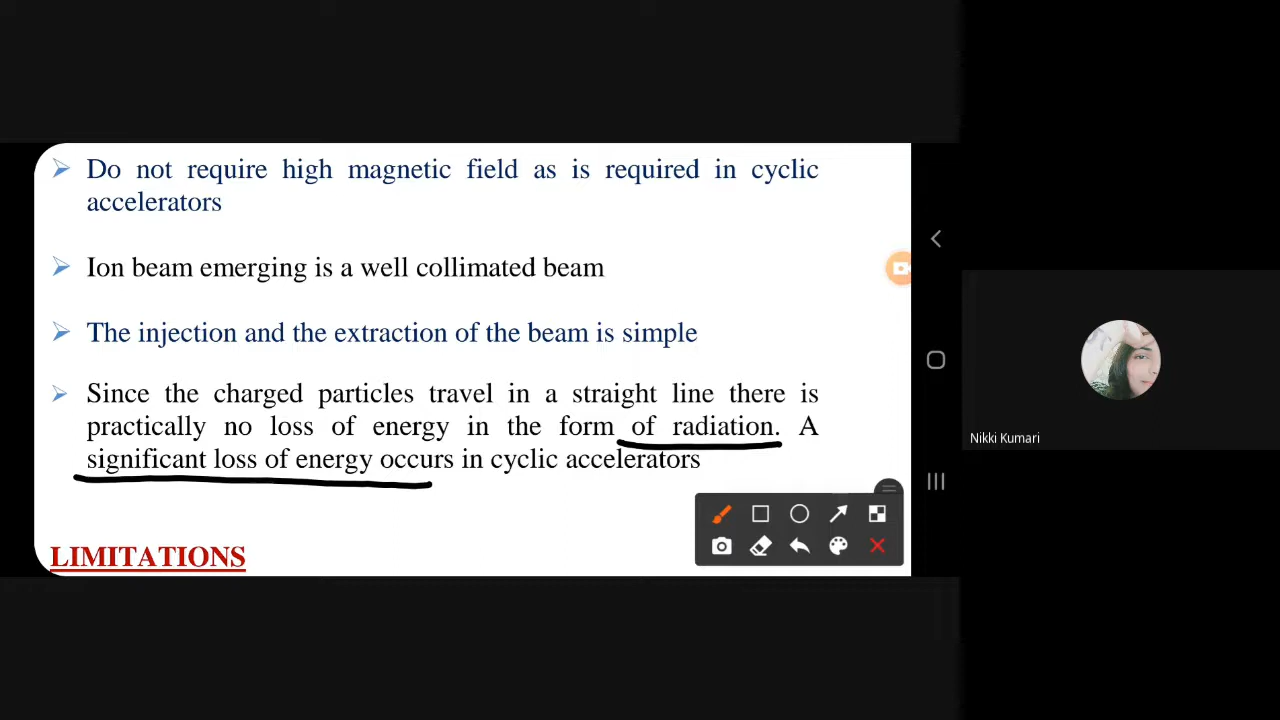 Do not require high magnetic field as is required in cyclic
accelerators
Ion beam emerging is a well collimated beam
The injection and the extraction of the beam is simple
Since the charged particles travel in a straight line there is
practically no loss of energy in the form of radiation. A
significant loss of energy occurs in cyclic accelerators
LIMITATIONS
Nikki Kumari